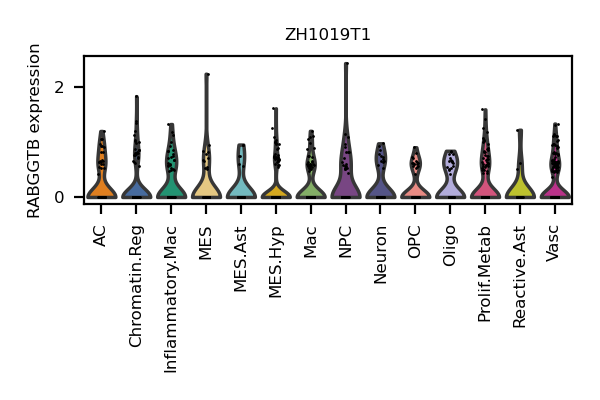 ZH1019T1
RABGGTB expression
2
0
AC
Chromatin.Reg
Inflammatory.Mac
MES
MES.Ast
MES.Hyp
Mac
NPC
Neuron
OPC
Oligo
Prolif.Metab
Reactive.Ast
Vasc